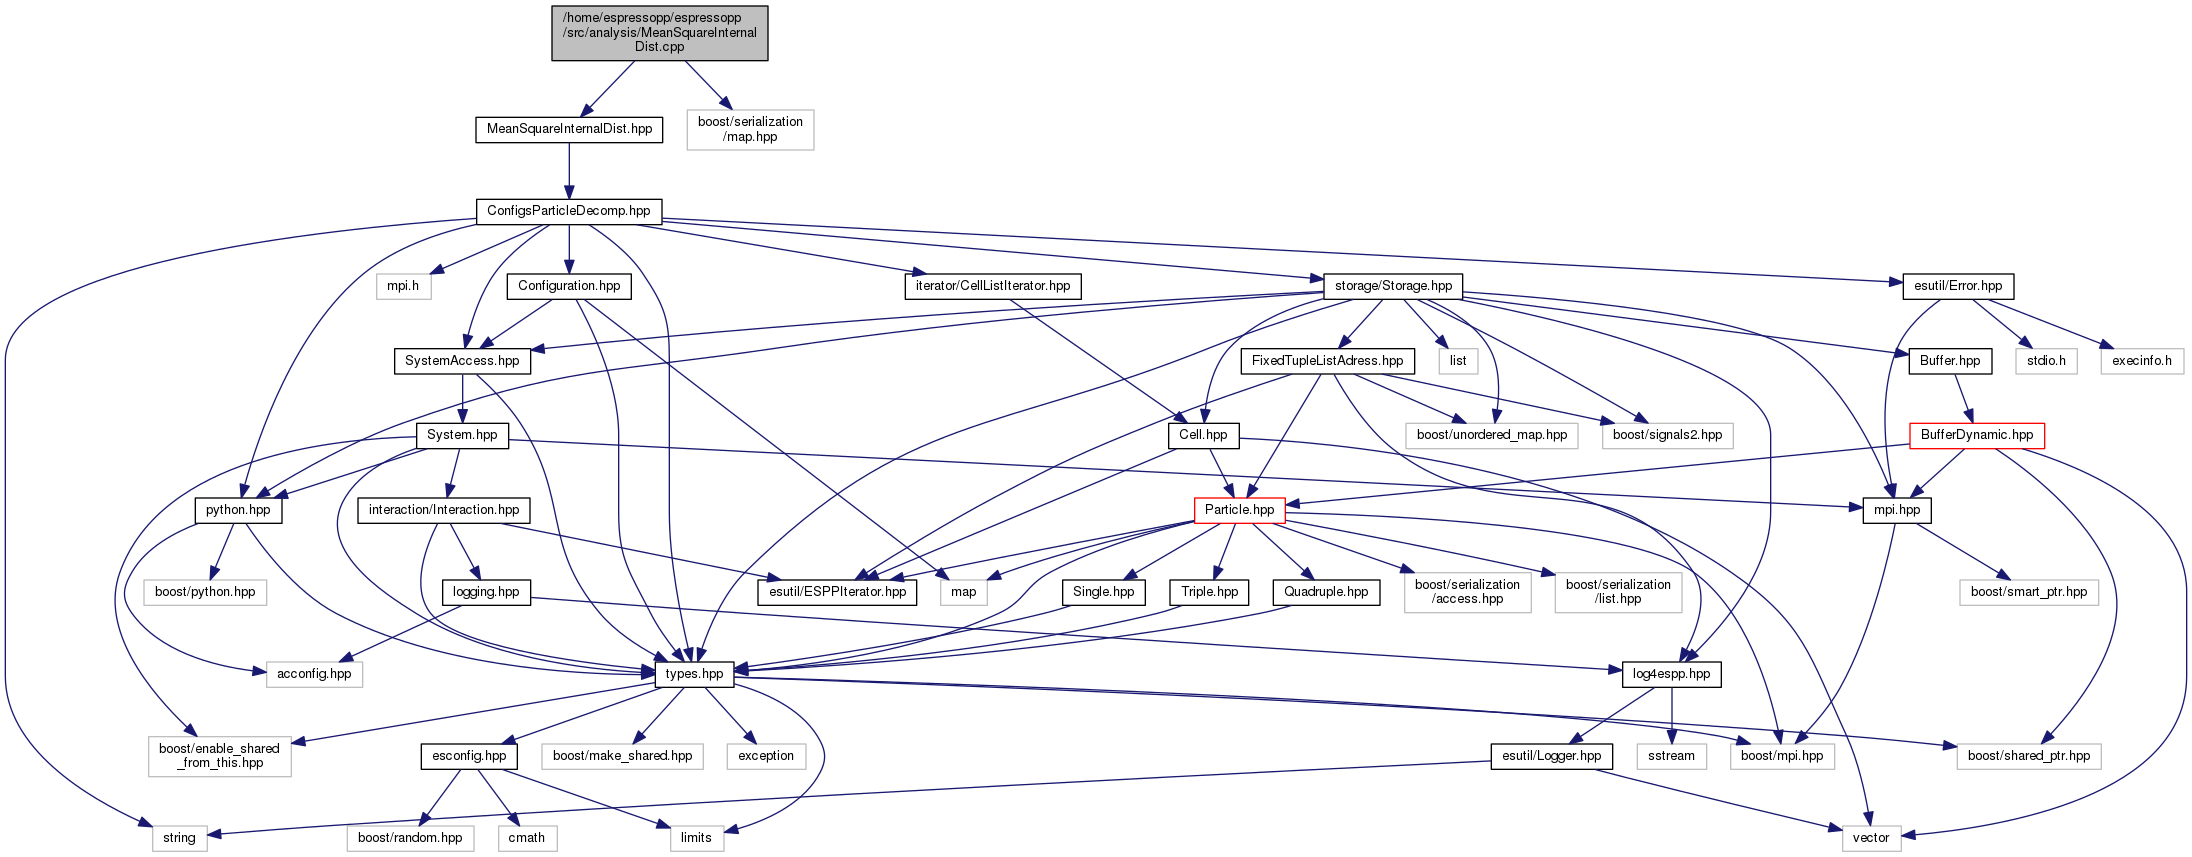 /home/espressopp/espressopp
/src/analysis/MeanSquareInternal
Dist.cpp
MeanSquareInternalDist.hpp
boost/serialization
/map.hpp
ConfigsParticleDecomp.hpp
mpi.h
Configuration.hpp
iterator/CellListIterator.hpp
storage/Storage.hpp
esutil/Error.hpp
SystemAccess.hpp
FixedTupleListAdress.hpp
list
Buffer.hpp
stdio.h
execinfo.h
System.hpp
Cell.hpp
boost/unordered_map.hpp
boost/signals2.hpp
BufferDynamic.hpp
python.hpp
interaction/Interaction.hpp
Particle.hpp
mpi.hpp
boost/python.hpp
logging.hpp
esutil/ESPPIterator.hpp
map
Single.hpp
Triple.hpp
Quadruple.hpp
boost/serialization
/access.hpp
boost/serialization
/list.hpp
boost/smart_ptr.hpp
acconfig.hpp
types.hpp
log4espp.hpp
boost/enable_shared
_from_this.hpp
esconfig.hpp
boost/make_shared.hpp
exception
esutil/Logger.hpp
sstream
boost/mpi.hpp
boost/shared_ptr.hpp
string
boost/random.hpp
cmath
limits
vector